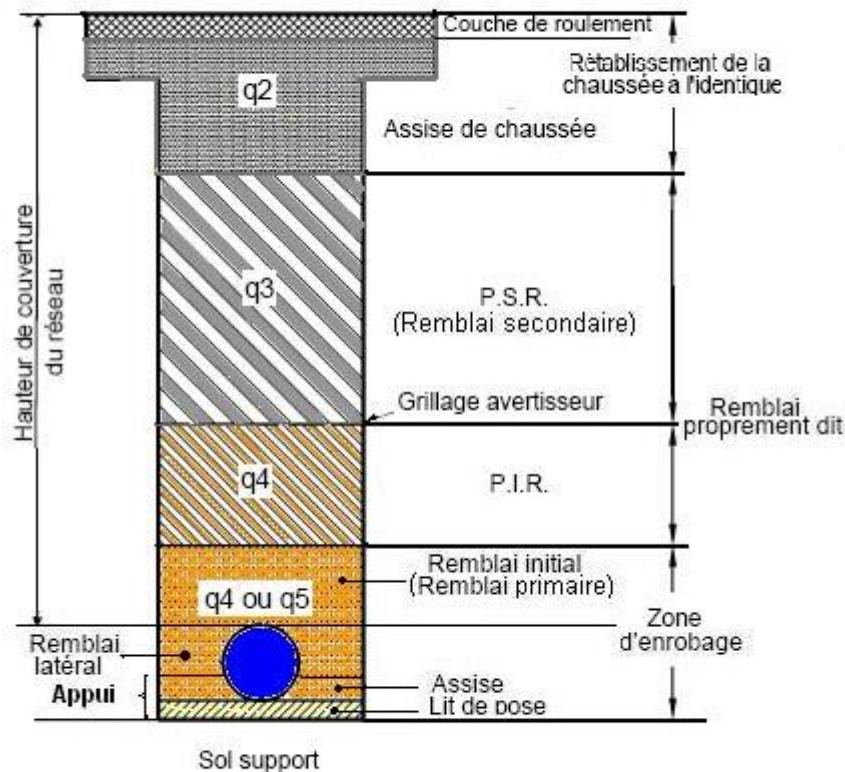 Couche de roulement
Rétablissement de la
chaussée à l'identique
q2
Assise de chaussée
Hauteur de couverture
du réseau
q3
P.S.R.
(Remblai secondaire)
Grillage avertisseur
Remblai
proprement dit
q4
P.I.R.
Remblai initial
(Remblai primaire)
q4 ou q5
Zone
d'enrobage
Remblai
latéral
Appui
Assise
Lit de pose
Sol support